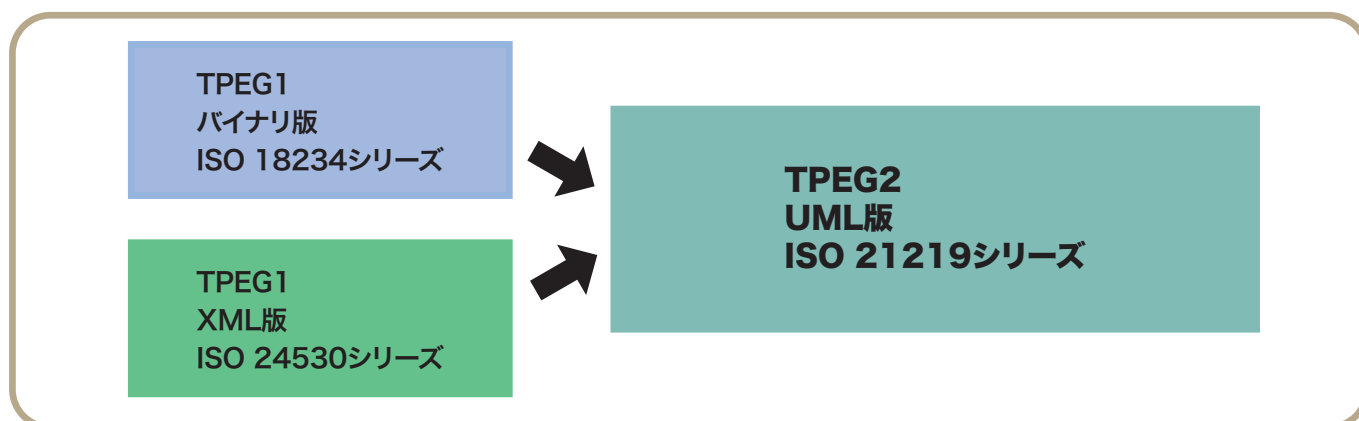 TPEG1
バイナリ版
ISO 18234シリーズ
TPEG1
XML版
ISO 24530シリーズ
TPEG2
UML版
ISO 21219シリーズ